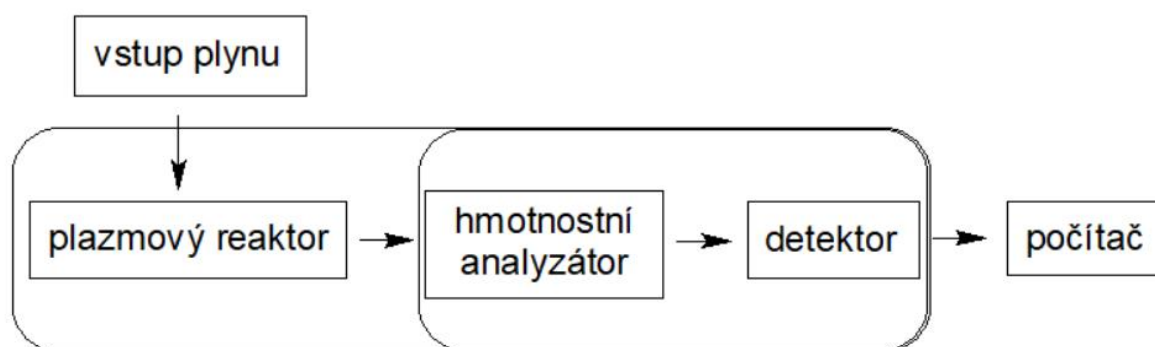 vstup plynu
plazmový reaktor
hmotnostní
analyzátor
detektor
počítač